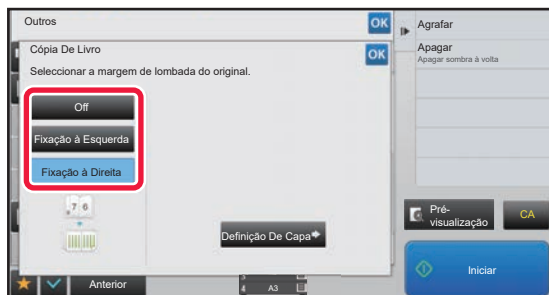 Outros
OK
Cópia De Livro
OK
Seleccionar a margem de lombada do original.
Off
Fixação à Esquerda
Fixação à Direita
7 6
Definição De Capa
Anterior
4 A3
Agrafar
Apagar
Apagar sombra à volta
Pré-
visualização
CA
Iniciar